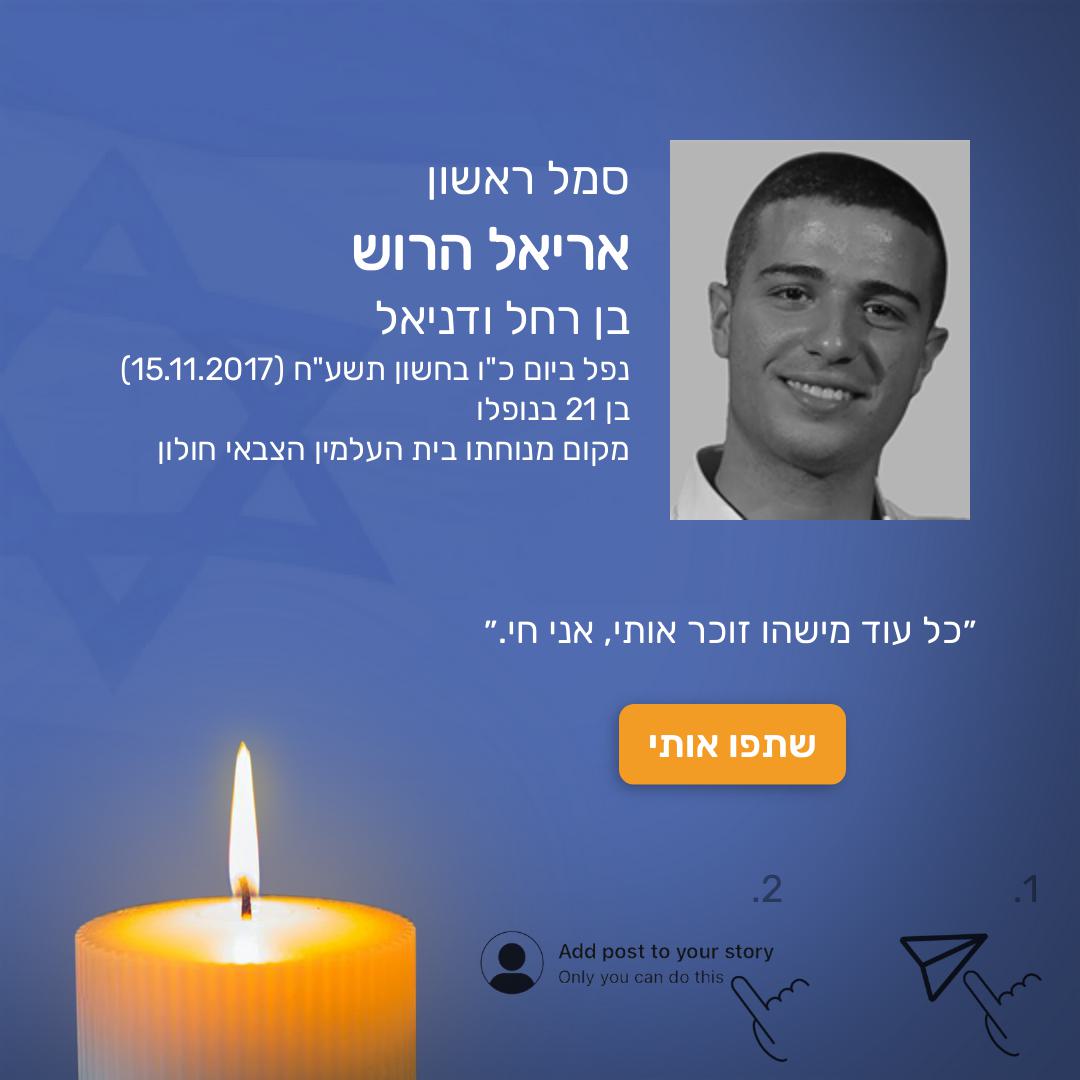 סמל ראשון
אריאל הרוש
בן רחל ודניאל
נפל ביום כ"ו בחשון תשע"ח (15.11.2017)
בן 21 בנופלו
מקום מנוחתו בית העלמין הצבאי חולון
״כל עוד מישהו זוכר אותי, אני חי.״
שתפו אותי
.1
.2
Add post to your story
Only you can do this